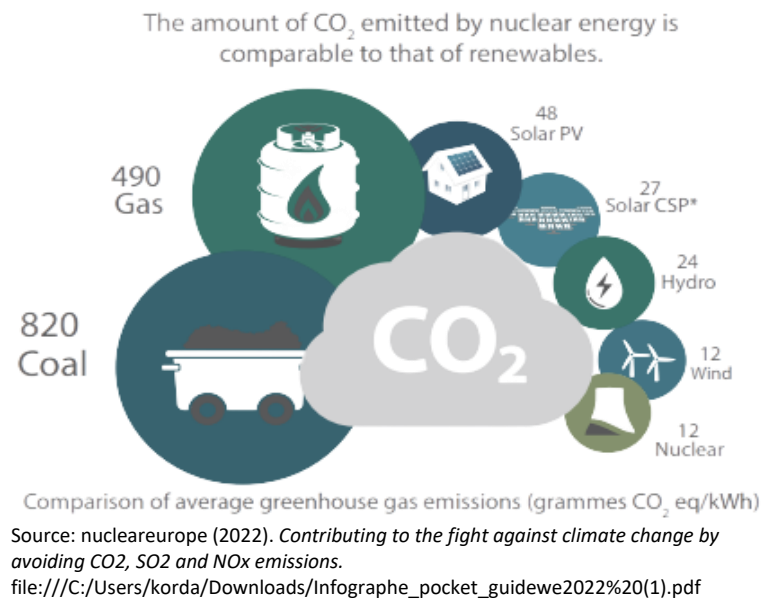 The amount of CO₂ emitted by nuclear energy is
comparable to that of renewables.
490
Gas
48
Solar PV
27
Solar CSP*
24
Hydro
820
Coal
CO₂
12
Wind
12
Nuclear
Comparison of average greenhouse gas emissions (grammes CO₂ eq/kWh)
Source: nucleareurope (2022). Contributing to the fight against climate change by
avoiding CO2, SO2 and NOx emissions.
file:///C:/Users/korda/Downloads/Infographe_pocket_guidewe2022%20(1).pdf